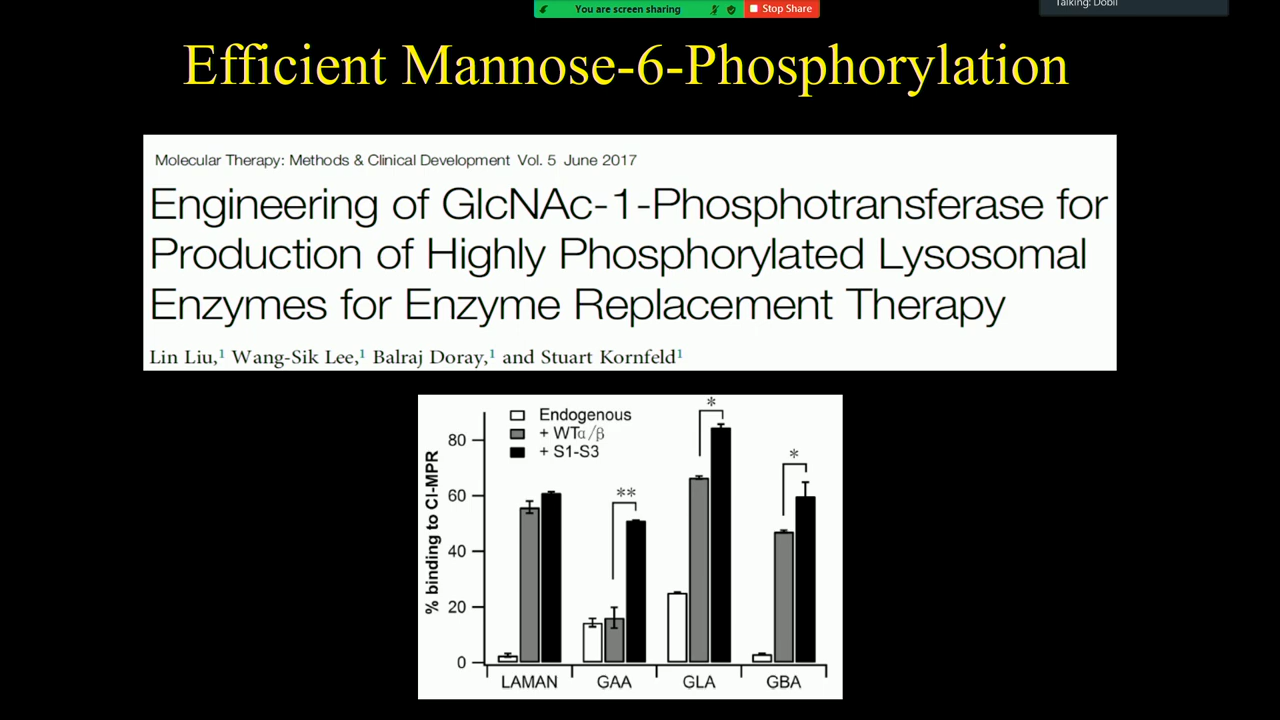 You are screen sharing
Stop Share
Talking: Dobil
Efficient Mannose-6-Phosphorylation
Molecular Therapy: Methods & Clinical Development Vol. 5 June 2017
Engineering of GlcNAc-1-Phosphotransferase for
Production of Highly Phosphorylated Lysosomal
Enzymes for Enzyme Replacement Therapy
Lin Liu,¹ Wang-Sik Lee,¹ Balraj Doray,¹ and Stuart Kornfeld¹
Endogenous
+ WTα/β
+ S1-S3
% binding to CI-MPR
80
60
40
20
0
*
**
*
LAMAN GAA GLA GBA